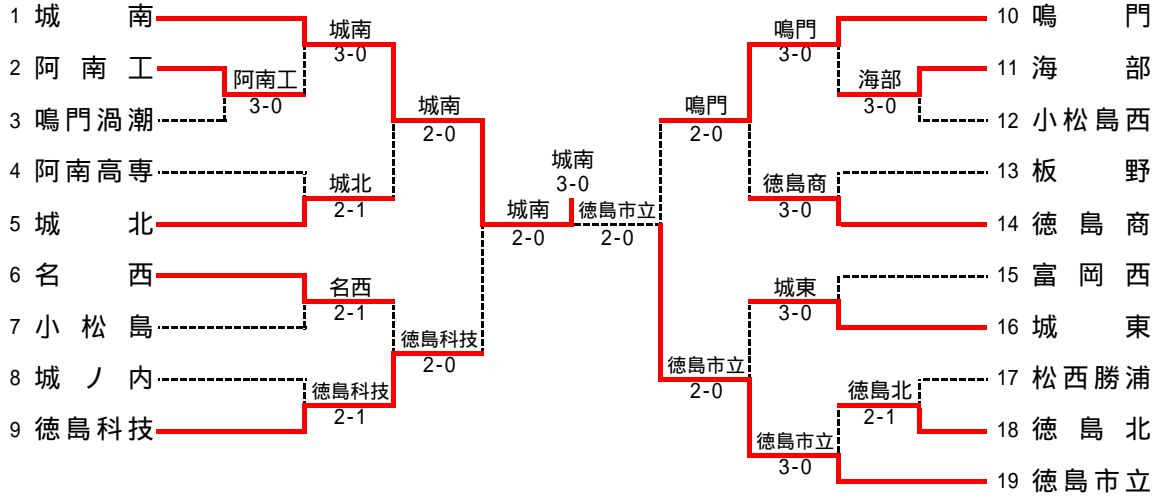 1 城南
2 阿南工
3 鳴門渦潮
4 阿南高専
5 城北
6 名西
7 小松島
8 城ノ内
9 徳島科技
阿南工
3-0
城南
3-0
城北
2-1
名西
2-1
徳島科技
2-1
城南
2-0
徳島科技
2-0
城南
2-0
城南
3-0
徳島市立
2-0
鳴門
2-0
徳島市立
2-0
鳴門
3-0
徳島商
3-0
城東
3-0
徳島市立
3-0
海部
3-0
徳島北
2-1
10 鳴門
11 海部
12 小松島西
13 板野
14 徳島商
15 富岡西
16 城東
17 松西勝浦
18 徳島北
19 徳島市立